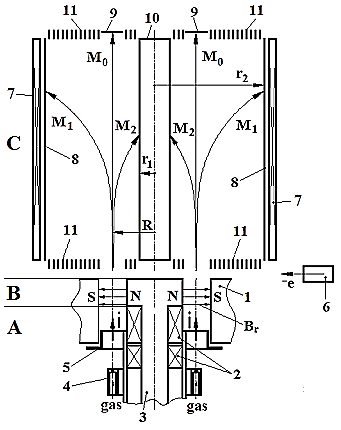 11 9 10 9 11
M0 M0
r2
7
M1 M2 M2 M1
C
8 r1 8
R 7
11 11
B S N N S 1
-e
6
A i i Br
5
2
4
gas 3 gas